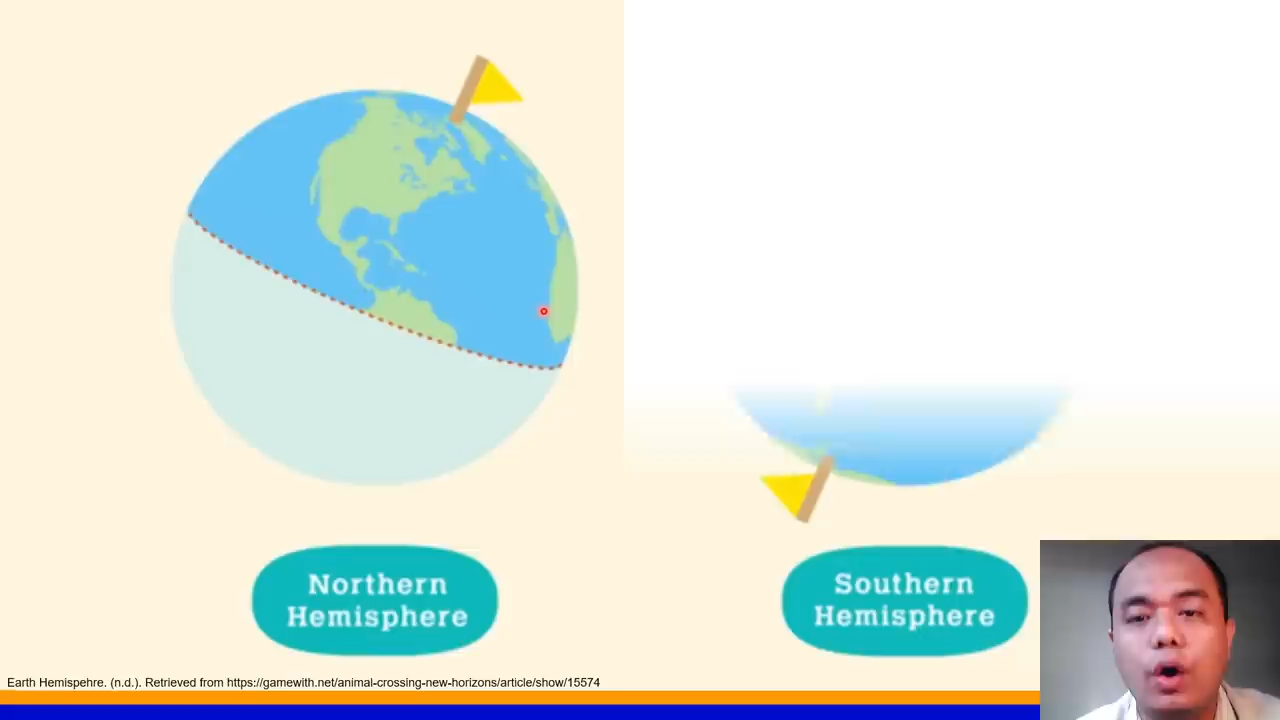 Northern
Hemisphere
Southern
Hemisphere
Earth Hemispehre. (n.d.). Retrieved from https://gamewith.net/animal-crossing-new-horizons/article/show/15574